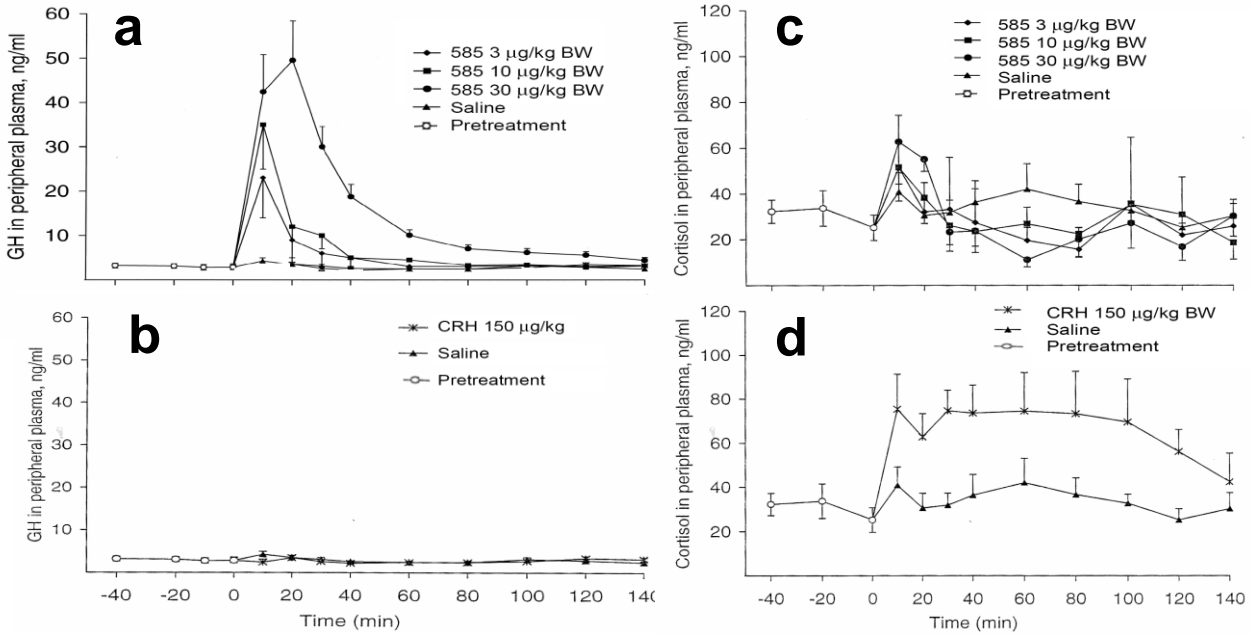 a
GH in peripheral plasma, ng/ml
60
50
40
30
20
10
585 3 µg/kg BW
585 10 µg/kg BW
585 30 µg/kg BW
Saline
Pretreatment
b
GH in peripheral plasma, ng/ml
60
50
40
30
20
10
CRH 150 µg/kg
Saline
Pretreatment
-40 -20 0 20 40 60 80 100 120 140
Time (min)
c
Cortisol in peripheral plasma, ng/ml
120
100
80
60
40
20
585 3 µg/kg BW
585 10 µg/kg BW
585 30 µg/kg BW
Saline
Pretreatment
d
Cortisol in peripheral plasma, ng/ml
120
100
80
60
40
20
CRH 150 µg/kg BW
Saline
Pretreatment
-40 -20 0 20 40 60 80 100 120 140
Time (min)